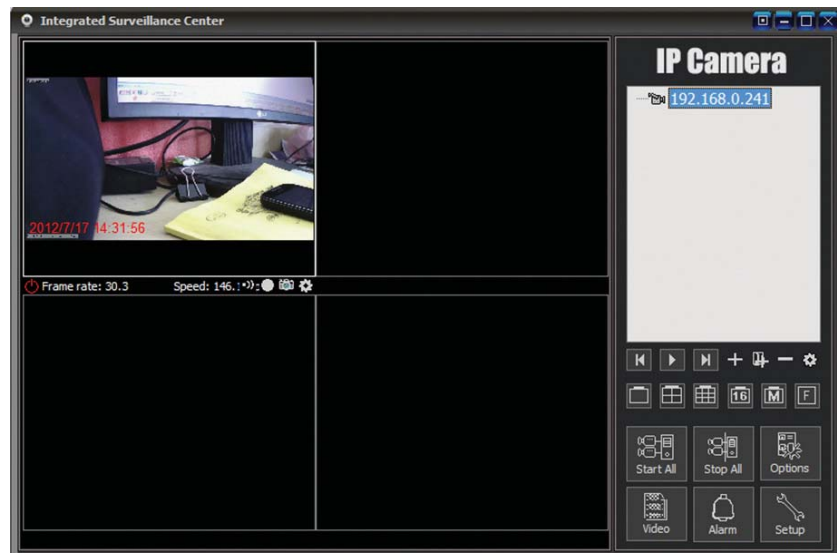 Integrated Surveillance Center
IP Camera
192.168.0.241
2012/7/17 14:31:56
Frame rate: 30.3
Speed: 146.
16
M
F
Start All
Stop All
Options
Video
Alarm
Setup